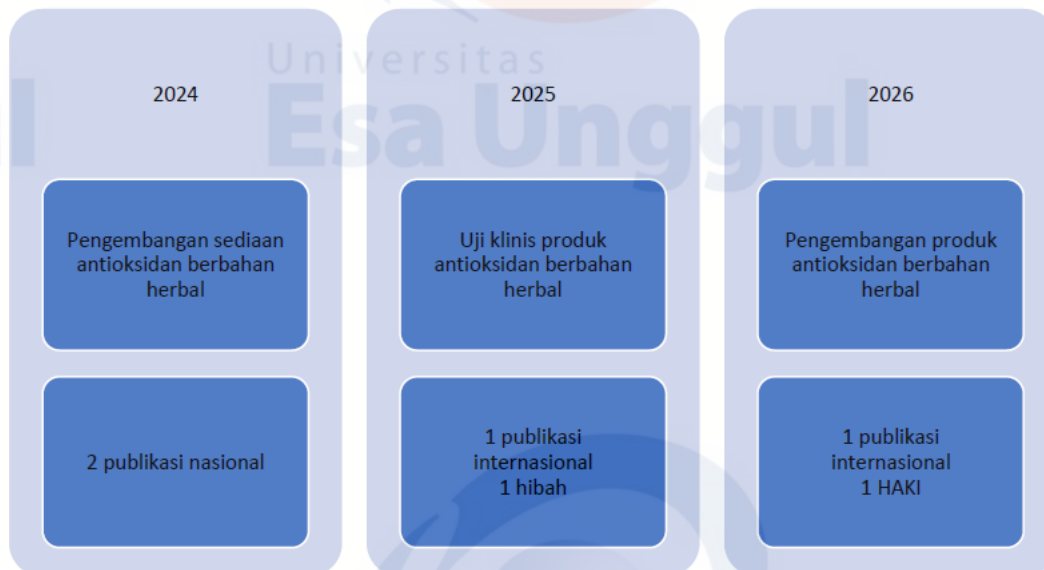 Universitas
Esa Unggul
2024
Pengembangan sediaan
antioksidan berbahan
herbal
2 publikasi nasional
2025
Uji klinis produk
antioksidan berbahan
herbal
1 publikasi
internasional
1 hibah
2026
Pengembangan produk
antioksidan berbahan
herbal
1 publikasi
internasional
1 HAKI